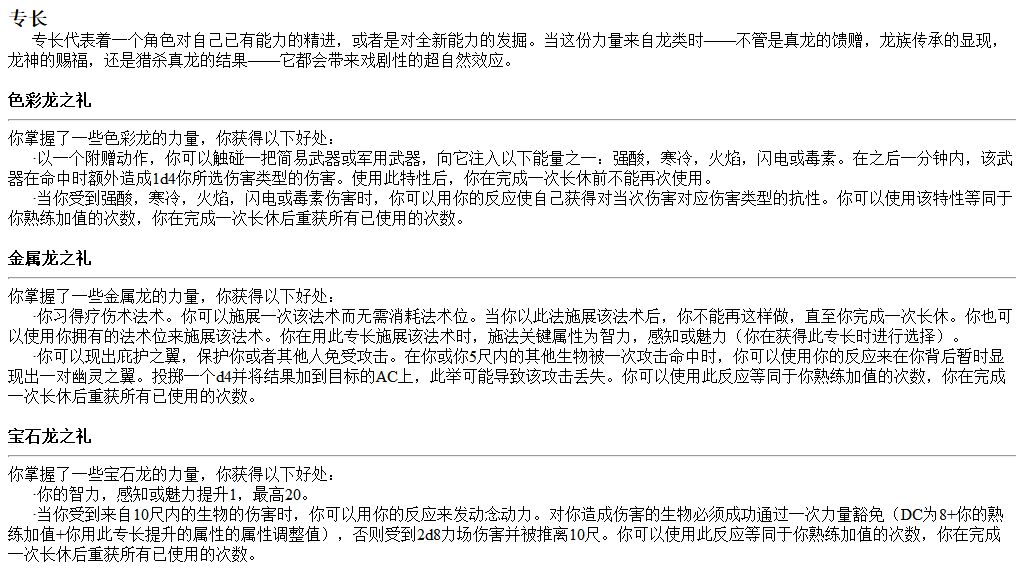 专长
专长代表着一个角色对自己已有能力的精进，或者是对全新能力的发掘。当这份力量来自龙类时——不管是真龙的馈赠，龙族传承的显现，
龙神的赐福，还是猎杀真龙的结果——它都会带来戏剧性的超自然效应。
色彩龙之礼
你掌握了一些色彩龙的力量，你获得以下好处：
·以一个附赠动作，你可以触碰一把简易武器或军用武器，向它注入以下能量之一：强酸，寒冷，火焰，闪电或毒素。在之后一分钟内，该武
器在命中时额外造成1d4你所选伤害类型的伤害。使用此特性后，你在完成一次长休前不能再次使用。
·当你受到强酸，寒冷，火焰，闪电或毒素伤害时，你可以用你的反应使自己获得对当次伤害对应伤害类型的抗性。你可以使用该特性等同于
你熟练加值的次数，你在完成一次长休后重获所有已使用的次数。
金属龙之礼
你掌握了一些金属龙的力量，你获得以下好处：
·你习得疗伤术法术。你可以施展一次该法术而无需消耗法术位。当你以此法施展该法术后，你不能再这样做，直至你完成一次长休。你也可
以使用你拥有的法术位来施展该法术。你在用此专长施展该法术时，施法关键属性为智力，感知或魅力（你在获得此专长时进行选择）。
·你可以现出庇护之翼，保护你或者其他人免受攻击。在你或你5尺内的其他生物被一次攻击命中时，你可以使用你的反应来在你背后暂时显
现出一对幽灵之翼。投掷一个d4并将结果加到目标的AC上，此举可能导致该攻击丢失。你可以使用此反应等同于你熟练加值的次数，你在完成
一次长休后重获所有已使用的次数。
宝石龙之礼
你掌握了一些宝石龙的力量，你获得以下好处：
·你的智力，感知或魅力提升1，最高20。
·当你受到来自10尺内的生物的伤害时，你可以用你的反应来发动念动力。对你造成伤害的生物必须成功通过一次力量豁免（DC为8+你的熟
练加值+你用此专长提升的属性的属性调整值），否则受到2d8力场伤害并被推离10尺。你可以使用此反应等同于你熟练加值的次数，你在完成
一次长休后重获所有已使用的次数。